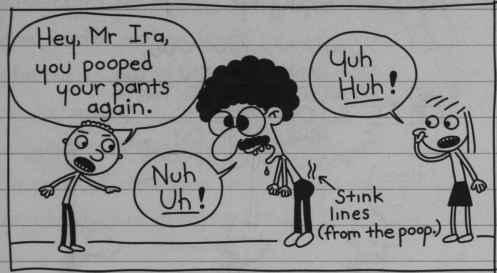 Hey, Mr Ira,
you pooped
your pants
again.
Nuh
Uh!
Yuh
Huh!
Stink
lines
(from the poop.)